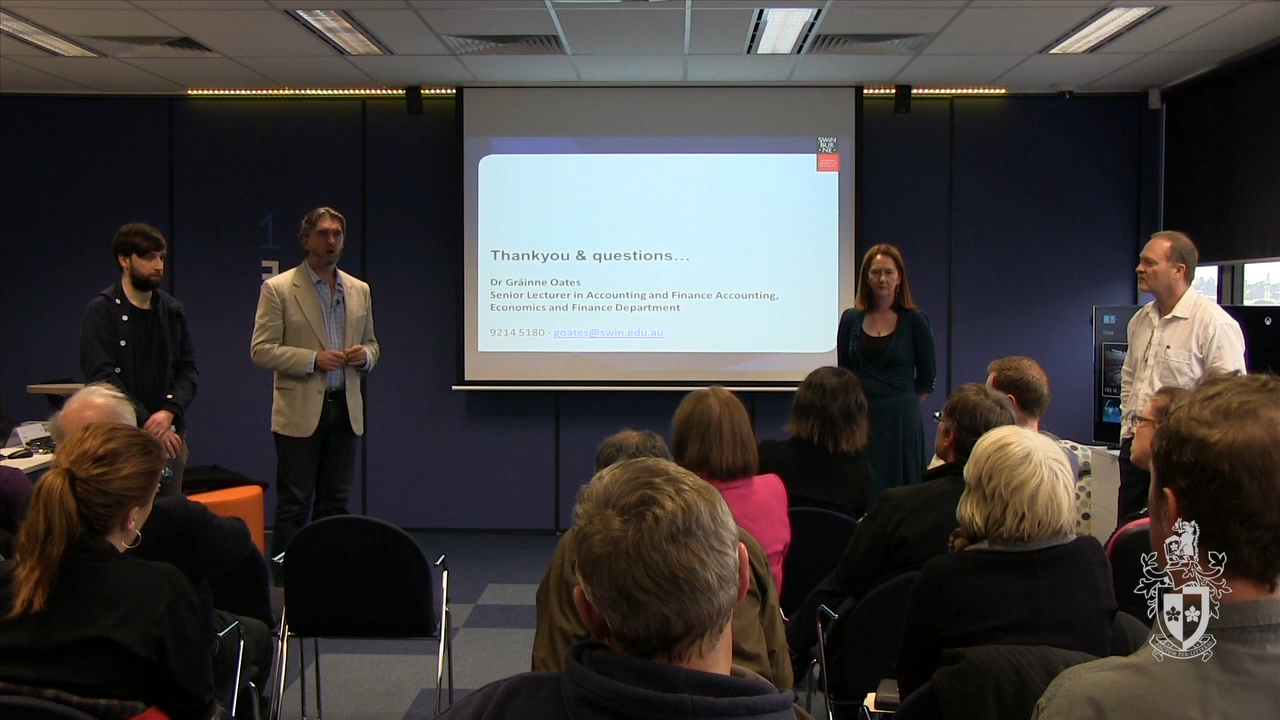 SWIN
BUR
NE
Thankyou & questions...
Dr Gráinne Oates
Senior Lecturer in Accounting and Finance Accounting,
Economics and Finance Department
9214 5180 - goates@swin.edu.au